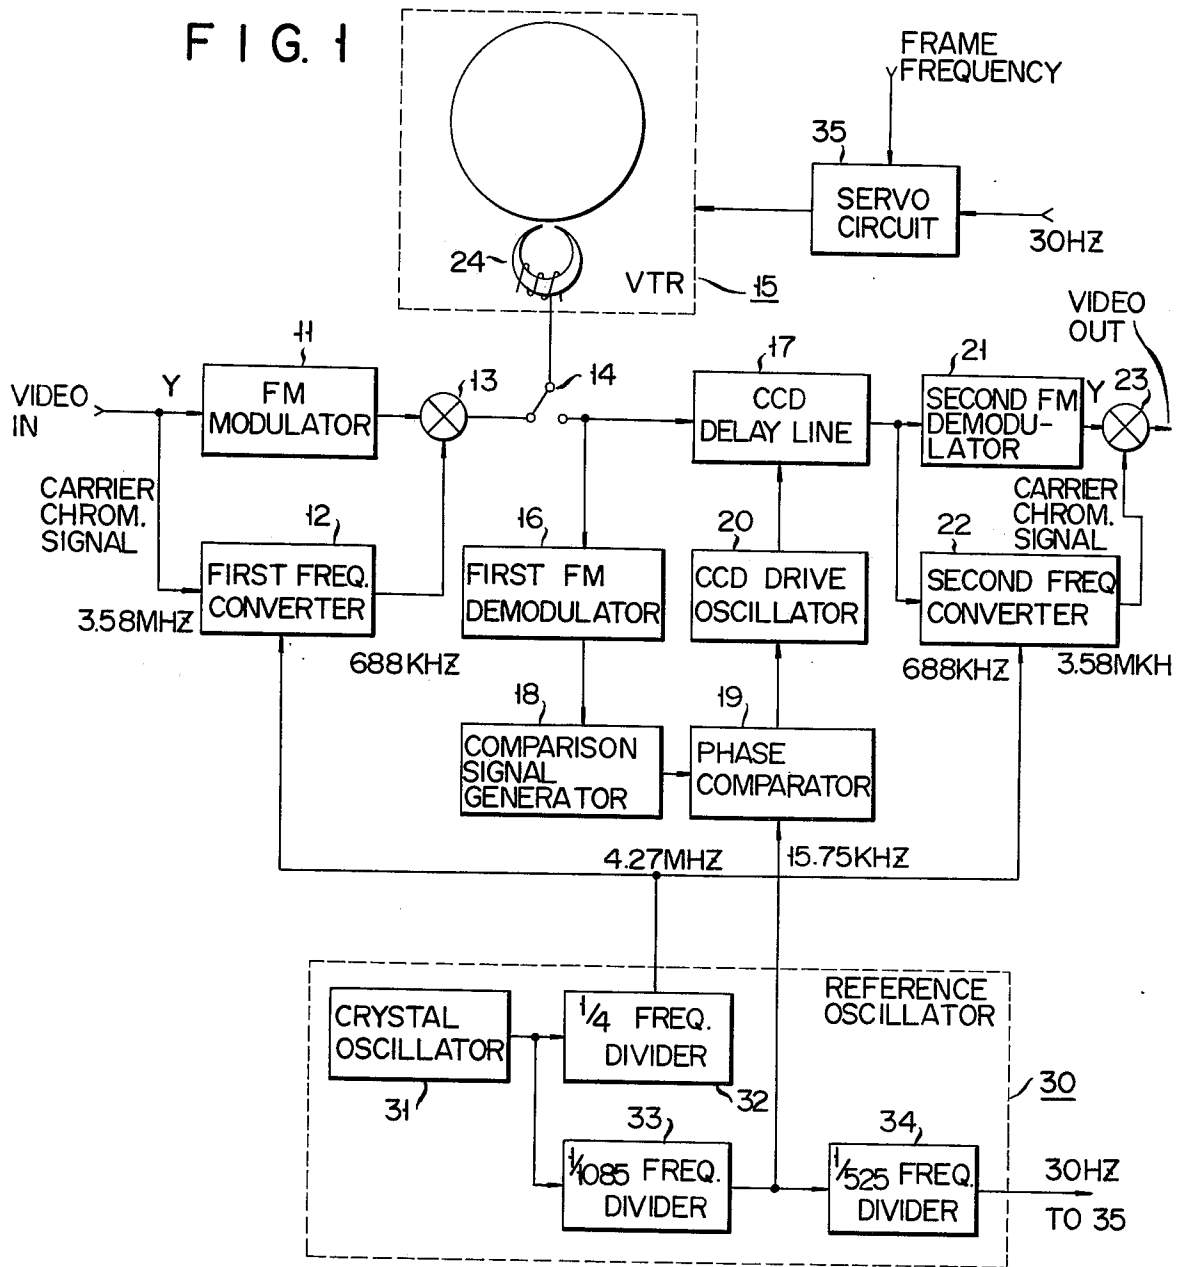 FIG. 1
FRAME
FREQUENCY
35
SERVO
CIRCUIT
30HZ
24
VTR
15
VIDEO
OUT
11
VIDEO
IN
Y
FM
MODULATOR
13
14
17
CCD
DELAY LINE
21
SECOND FM
DEMODU-
LATOR
Y
23
CARRIER
CHROM.
SIGNAL
12
FIRST FREQ.
CONVERTER
3.58MHZ
688KHZ
16
FIRST FM
DEMODULATOR
20
CCD DRIVE
OSCILLATOR
CARRIER
CHROM.
SIGNAL
22
SECOND FREQ
CONVERTER
688KHZ
3.58MKH
18
COMPARISON
SIGNAL
GENERATOR
19
PHASE
COMPARATOR
4.27MHZ
15.75KHZ
REFERENCE
OSCILLATOR
CRYSTAL
OSCILLATOR
31
1/4 FREQ.
DIVIDER
32
30
33
1/1085 FREQ.
DIVIDER
34
1/525 FREQ.
DIVIDER
30HZ
TO 35